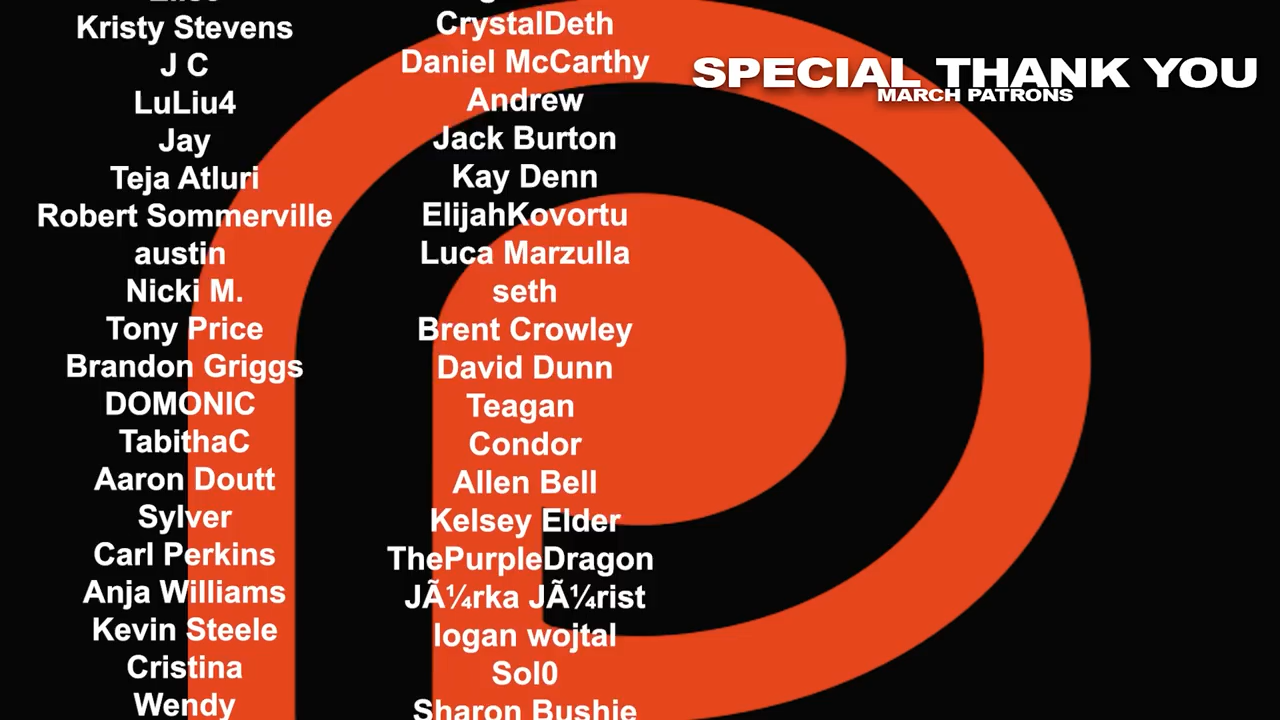 Kristy Stevens
J C
LuLiu4
Jay
Teja Atluri
Robert Sommerville
austin
Nicki M.
Tony Price
Brandon Griggs
DOMONIC
TabithaC
Aaron Doutt
Sylver
Carl Perkins
Anja Williams
Kevin Steele
Cristina
Wendy
CrystalDeth
Daniel McCarthy
Andrew
Jack Burton
Kay Denn
ElijahKovortu
Luca Marzulla
seth
Brent Crowley
David Dunn
Teagan
Condor
Allen Bell
Kelsey Elder
ThePurpleDragon
JÃ¼rka JÃ¼rist
logan wojtal
Sol0
Sharon Bushie
SPECIAL THANK YOU
MARCH PATRONS